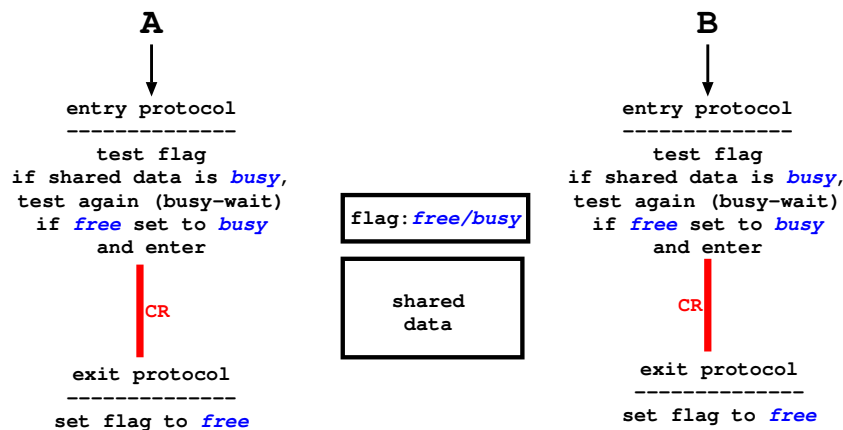 A
entry protocol
--------------
test flag
if shared data is busy,
test again (busy-wait)
if free set to busy
and enter
CR
exit protocol
--------------
set flag to free
flag:free/busy
shared
data
B
entry protocol
--------------
test flag
if shared data is busy,
test again (busy-wait)
if free set to busy
and enter
CR
exit protocol
--------------
set flag to free